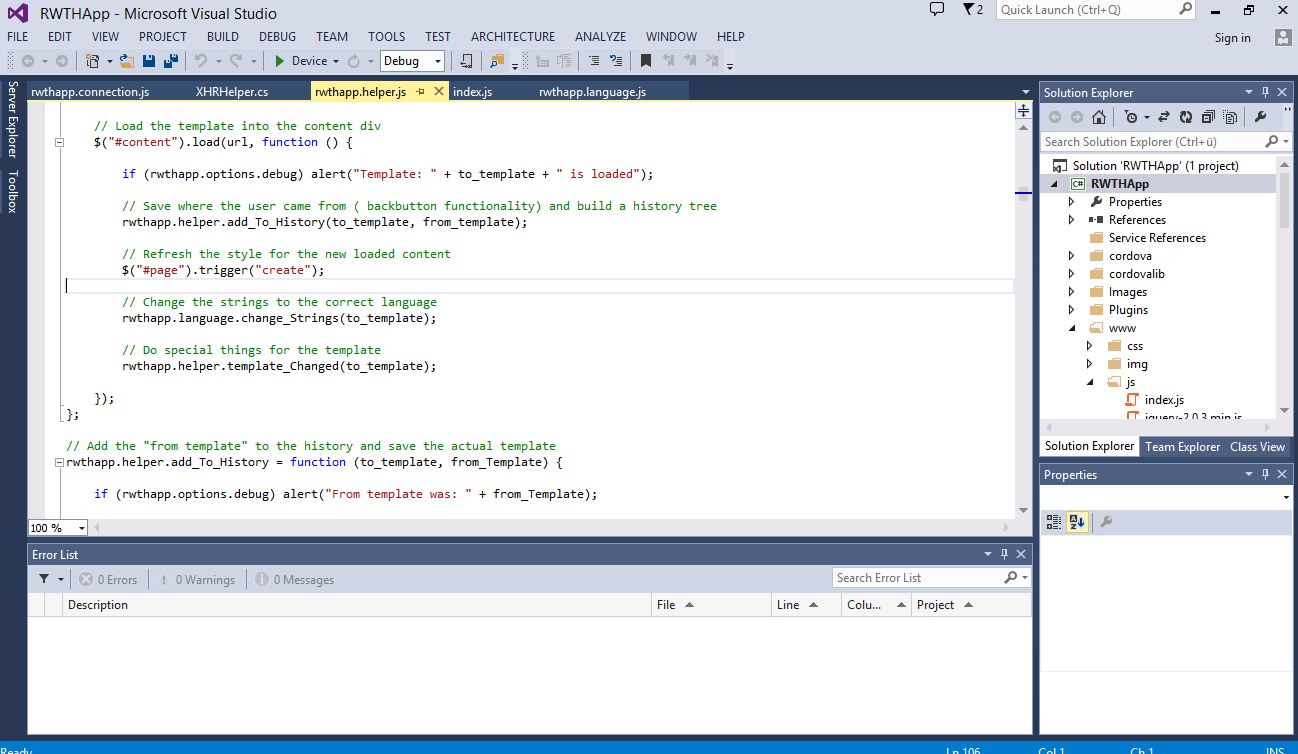 RWTHApp - Microsoft Visual Studio
2
Quick Launch (Ctrl+Q)
FILE EDIT VIEW PROJECT BUILD DEBUG TEAM TOOLS TEST ARCHITECTURE ANALYZE WINDOW HELP
Sign in
Device
Debug
Server Explorer
Toolbox
rwthapp.connection.js XHRHelper.cs rwthapp.helper.js index.js rwthapp.language.js
// Load the template into the content div
$("#content").load(url, function () {
if (rwthapp.options.debug) alert("Template: " + to_template + " is loaded");
// Save where the user came from ( backbutton functionality) and build a history tree
rwthapp.helper.add_To_History(to_template, from_template);
// Refresh the style for the new loaded content
$("#page").trigger("create");
// Change the strings to the correct language
rwthapp.language.change_Strings(to_template);
// Do special things for the template
rwthapp.helper.template_Changed(to_template);
});
};
// Add the "from template" to the history and save the actual template
rwthapp.helper.add_To_History = function (to_template, from_Template) {
if (rwthapp.options.debug) alert("From template was: " + from_Template);
100 %
Solution Explorer
Search Solution Explorer (Ctrl+ü)
Solution 'RWTHApp' (1 project)
C# RWTHApp
Properties
References
Service References
cordova
cordovalib
Images
Plugins
www
css
img
js
index.js
jquery-2.0.3.min.js
Solution Explorer Team Explorer Class View
Properties
Error List
0 Errors 0 Warnings 0 Messages
Search Error List
Description File Line Colu... Project
Ready Ln 106 Col 1 Ch 1 INS